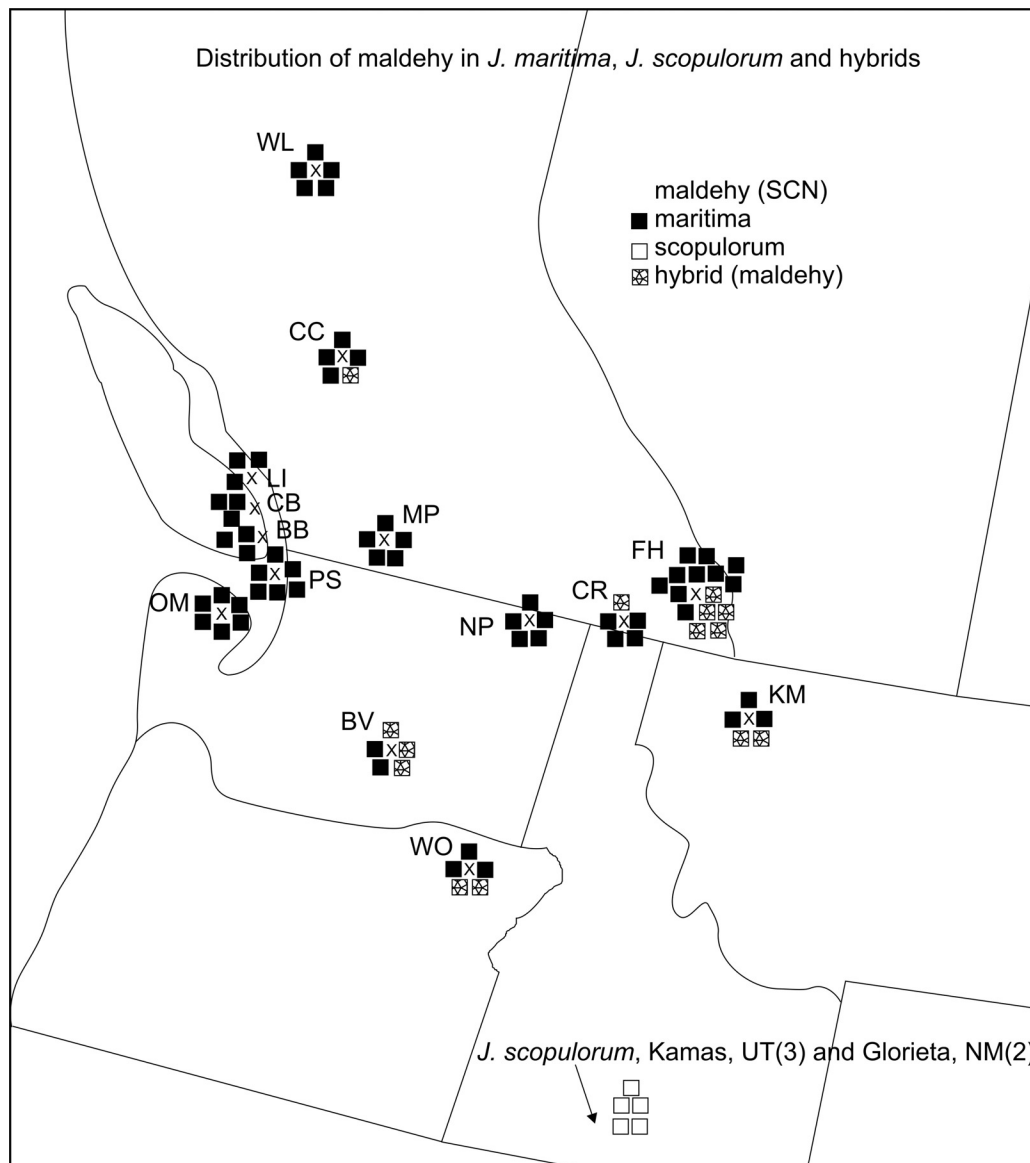 Distribution of maldehy in J. maritima, J. scopulorum and hybrids
WL
x
maldehy (SCN)
maritima
scopulorum
hybrid (maldehy)
CC
x
x LI
x CB
x BB
MP
x
x
PS
FH
x
CR
x
OM
x
NP
x
KM
x
BV
x
WO
x
J. scopulorum, Kamas, UT(3) and Glorieta, NM(2)